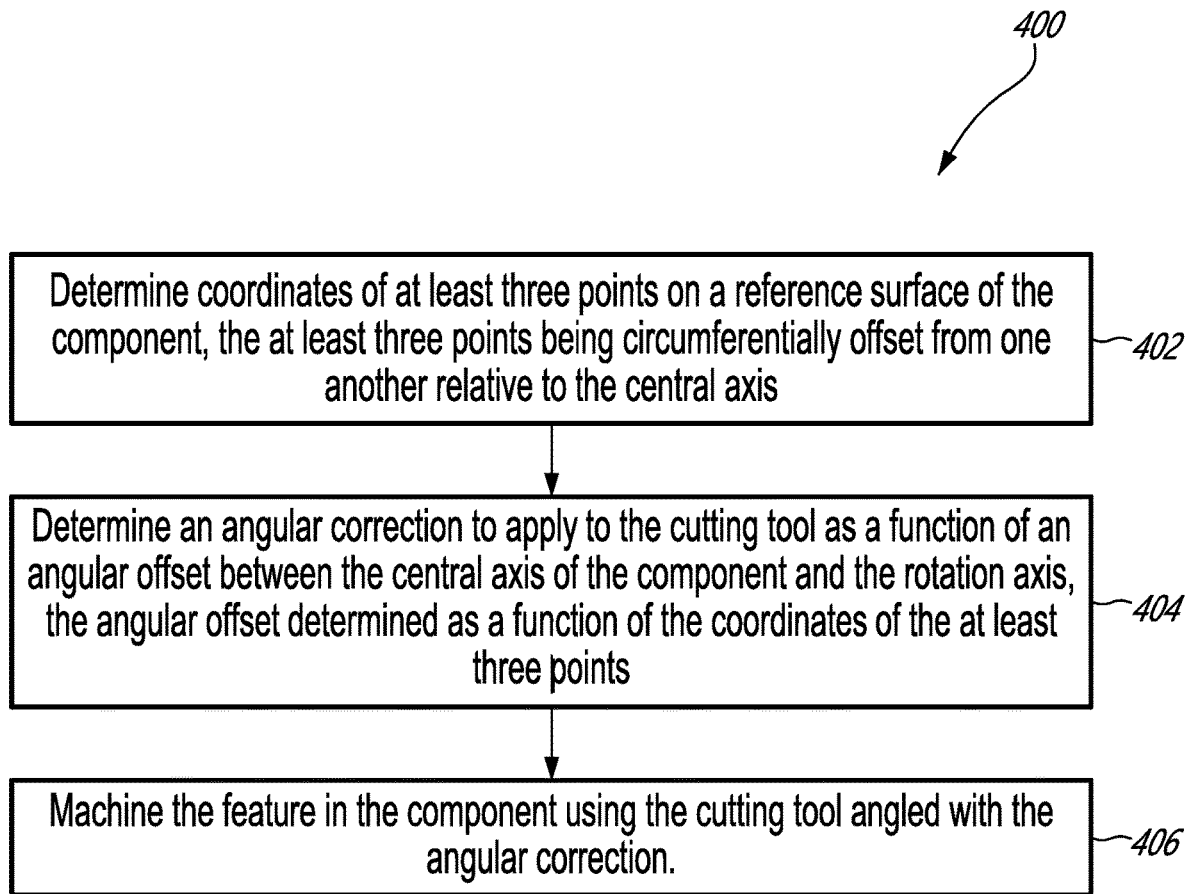 400
Determine coordinates of at least three points on a reference surface of the
component, the at least three points being circumferentially offset from one
another relative to the central axis
402
Determine an angular correction to apply to the cutting tool as a function of an
angular offset between the central axis of the component and the rotation axis,
the angular offset determined as a function of the coordinates of the at least
three points
404
Machine the feature in the component using the cutting tool angled with the
angular correction.
406